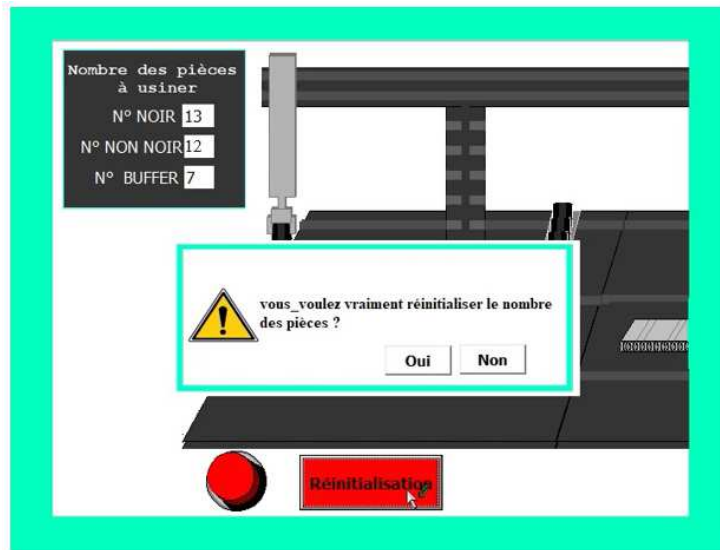 Nombre des pièces
à usiner
N° NOIR 13
N° NON NOIR 12
N° BUFFER 7
vous_voulez vraiment réinitialiser le nombre
des pièces ?
Oui Non
Réinitialisation